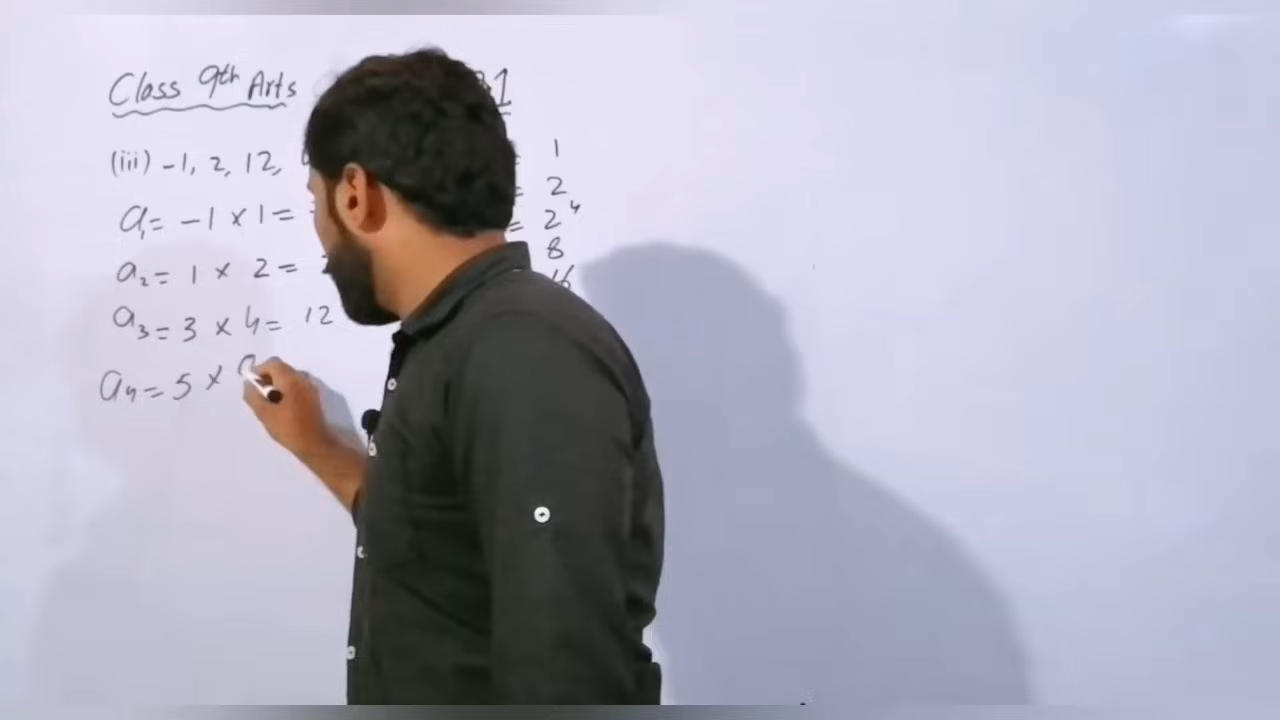 Class 9th Arts 1
(iii) -1, 2, 12,
= 1
a₁= -1 × 1 =
= 2
= 2⁴
a₂= 1 × 2 =
8
16
a₃= 3 × 4= 12
a₄= 5 ×